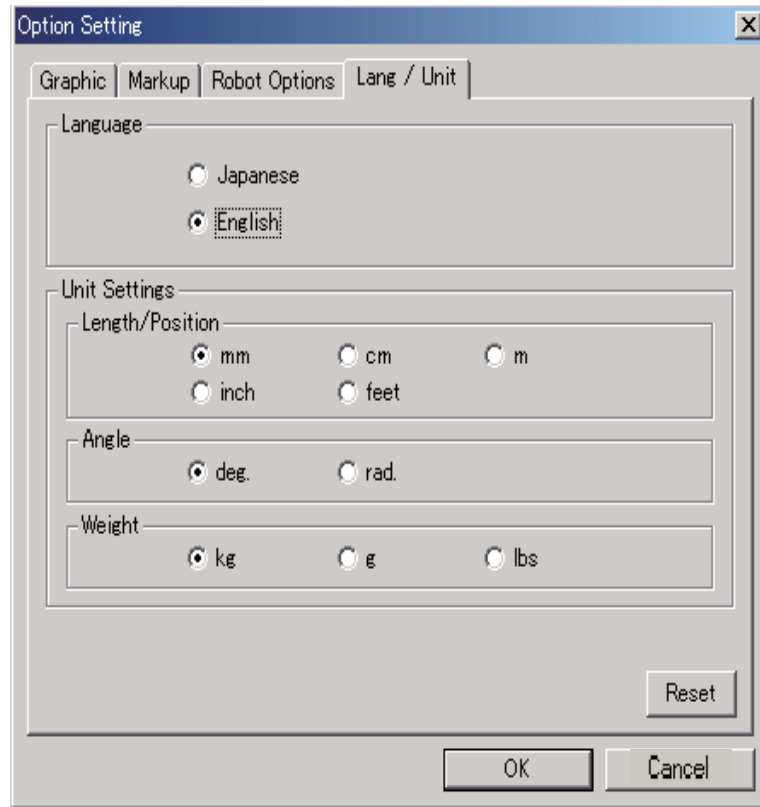 Option Setting
Graphic Markup Robot Options Lang / Unit
Language
Japanese
English
Unit Settings
Length/Position
mm cm m
inch feet
Angle
deg. rad.
Weight
kg g lbs
Reset
OK Cancel